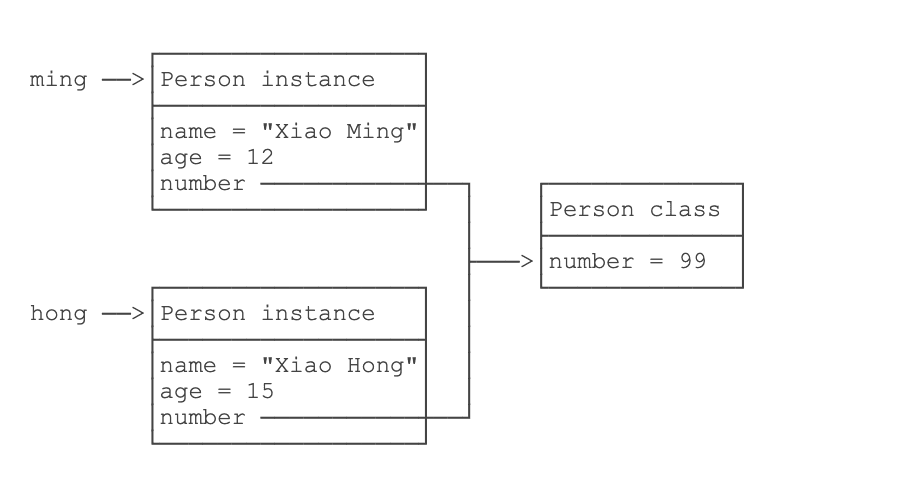 ming ──>
Person instance
name = "Xiao Ming"
age = 12
number
Person class
number = 99
hong ──>
Person instance
name = "Xiao Hong"
age = 15
number